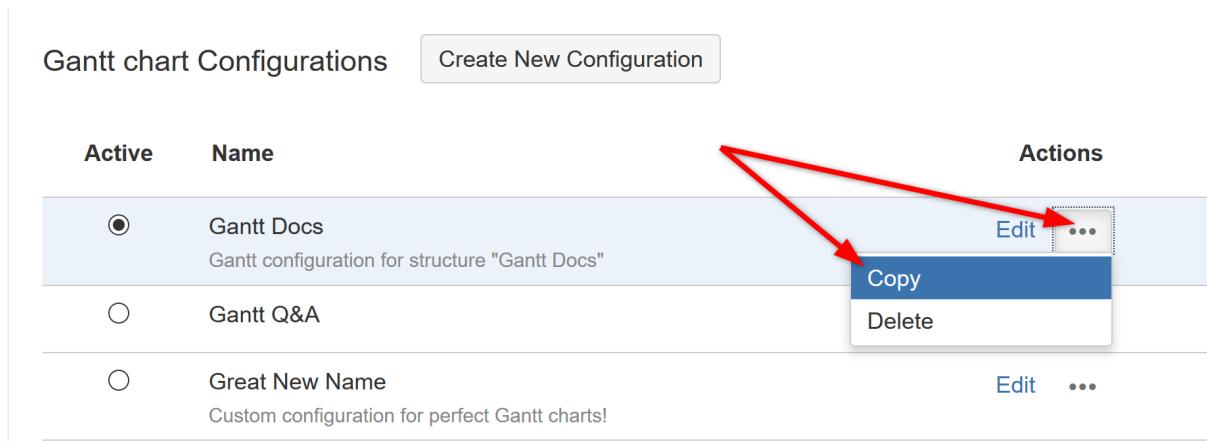 Gantt chart Configurations Create New Configuration
Active Name Actions
Gantt Docs Edit
Gantt configuration for structure "Gantt Docs"
Copy
Gantt Q&A
Delete
Great New Name Edit
Custom configuration for perfect Gantt charts!